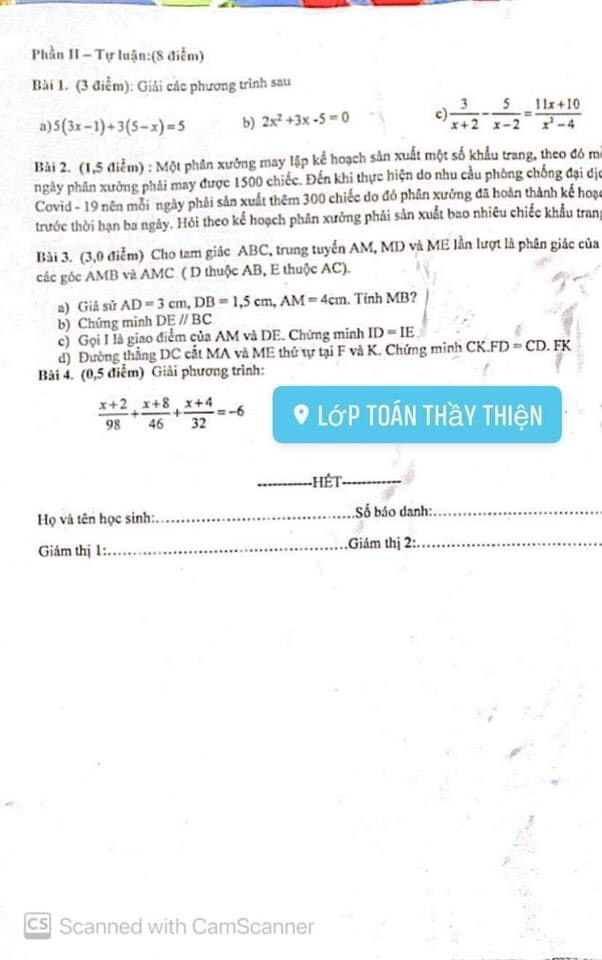 Phần II – Tự luận:(8 điểm)
Bài 1. (3 điểm): Giải các phương trình sau
a) 5(3x−1)+3(5−x)=5 b) 2x² +3x -5 = 0 c) 3/(x+2) − 5/(x−2) = (11x+10)/(x²−4)
Bài 2. (1,5 điểm) : Một phân xưởng may lập kế hoạch sản xuất một số khẩu trang, theo đó
ngày phân xưởng phải may được 1500 chiếc. Đến khi thực hiện do nhu cầu phòng chống đại
Covid - 19 nên mỗi ngày phải sản xuất thêm 300 chiếc do đó phân xưởng đã hoàn thành kế
trước thời hạn ba ngày. Hỏi theo kế hoạch phân xưởng phải sản xuất bao nhiêu chiếc khẩu
Bài 3. (3,0 điểm) Cho tam giác ABC, trung tuyến AM, MD và ME lần lượt là phân giác của
các góc AMB và AMC ( D thuộc AB, E thuộc AC).
a) Giả sử AD = 3 cm, DB = 1,5 cm, AM = 4cm. Tính MB?
b) Chứng minh DE // BC
c) Gọi I là giao điểm của AM và DE. Chứng minh ID = IE
d) Đường thẳng DC cắt MA và ME thứ tự tại F và K. Chứng minh CK.FD = CD. FK
Bài 4. (0,5 điểm) Giải phương trình:
(x+2)/98 + (x+8)/46 + (x+4)/32 = −6
LớP TOÁN THầY THIệN
------------HẾT------------
Họ và tên học sinh:.......................................Số báo danh:..............................
Giám thị 1:................................................Giám thị 2:.................................
CS Scanned with CamScanner